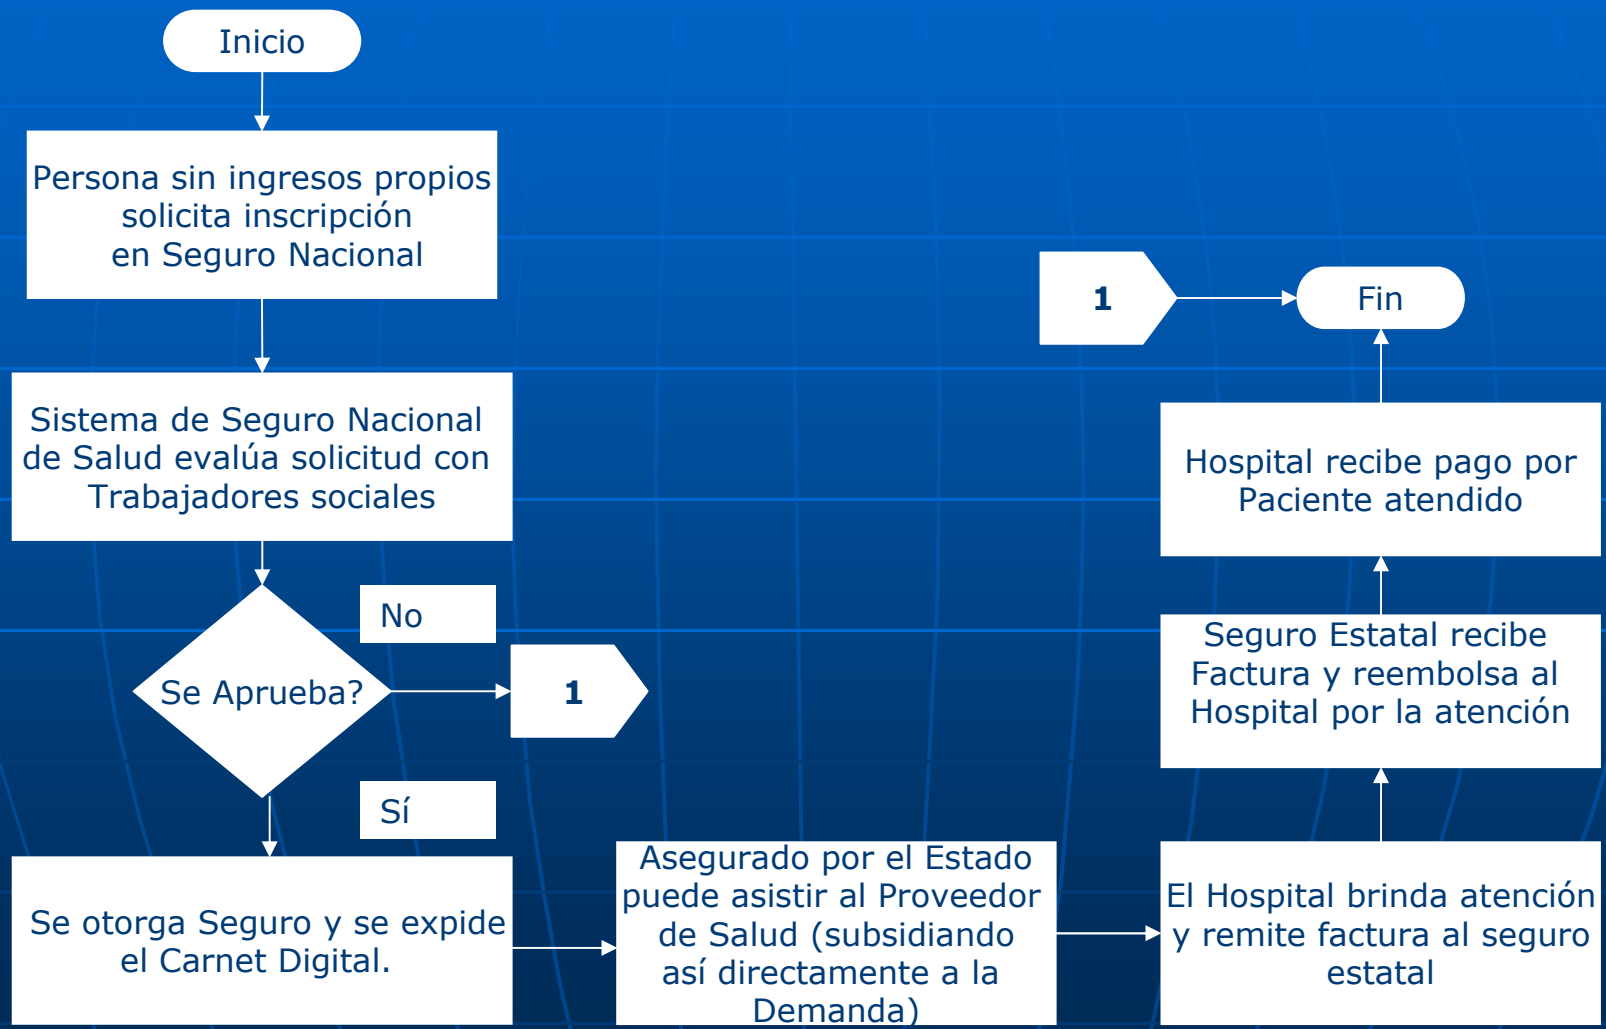 Inicio
Persona sin ingresos propios
solicita inscripción
en Seguro Nacional
Sistema de Seguro Nacional
de Salud evalúa solicitud con
Trabajadores sociales
Se Aprueba?
No
1
Sí
Se otorga Seguro y se expide
el Carnet Digital.
Asegurado por el Estado
puede asistir al Proveedor
de Salud (subsidiando
así directamente a la
Demanda)
El Hospital brinda atención
y remite factura al seguro
estatal
Seguro Estatal recibe
Factura y reembolsa al
Hospital por la atención
Hospital recibe pago por
Paciente atendido
1
Fin